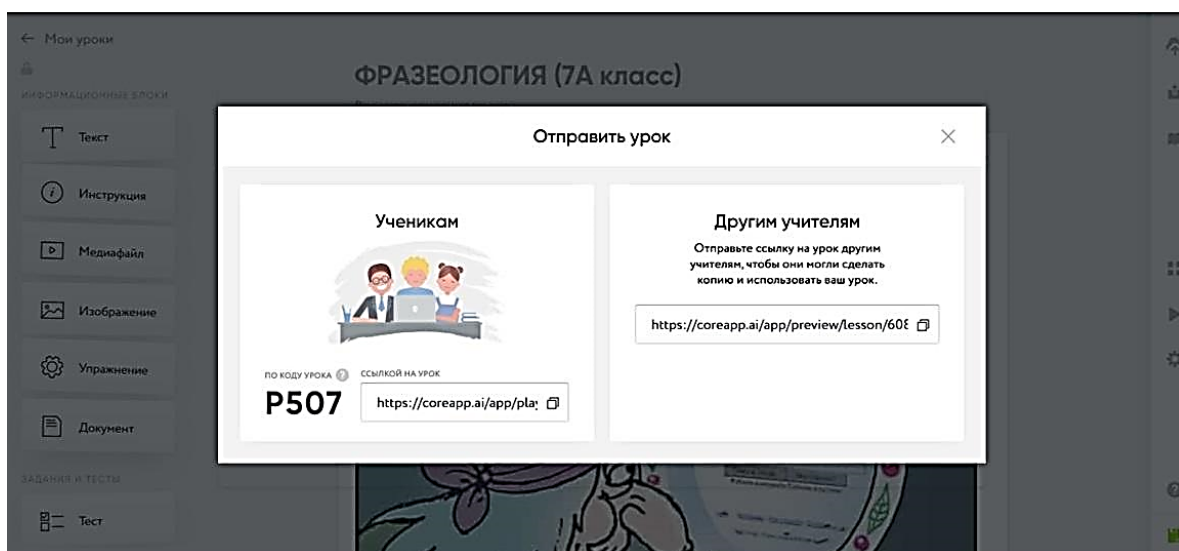 ← Мои уроки
ФРАЗЕОЛОГИЯ (7А класс)
ИНФОРМАЦИОННЫЕ БЛОКИ
Текст
Инструкция
Медиафайл
Изображение
Упражнение
Документ
ЗАДАНИЯ И ТЕСТЫ
Тест
Отправить урок
Ученикам
ПО КОДУ УРОКА
P507
ССЫЛКОЙ НА УРОК
https://coreapp.ai/app/play
Другим учителям
Отправьте ссылку на урок другим
учителям, чтобы они могли сделать
копию и использовать ваш урок.
https://coreapp.ai/app/preview/lesson/608